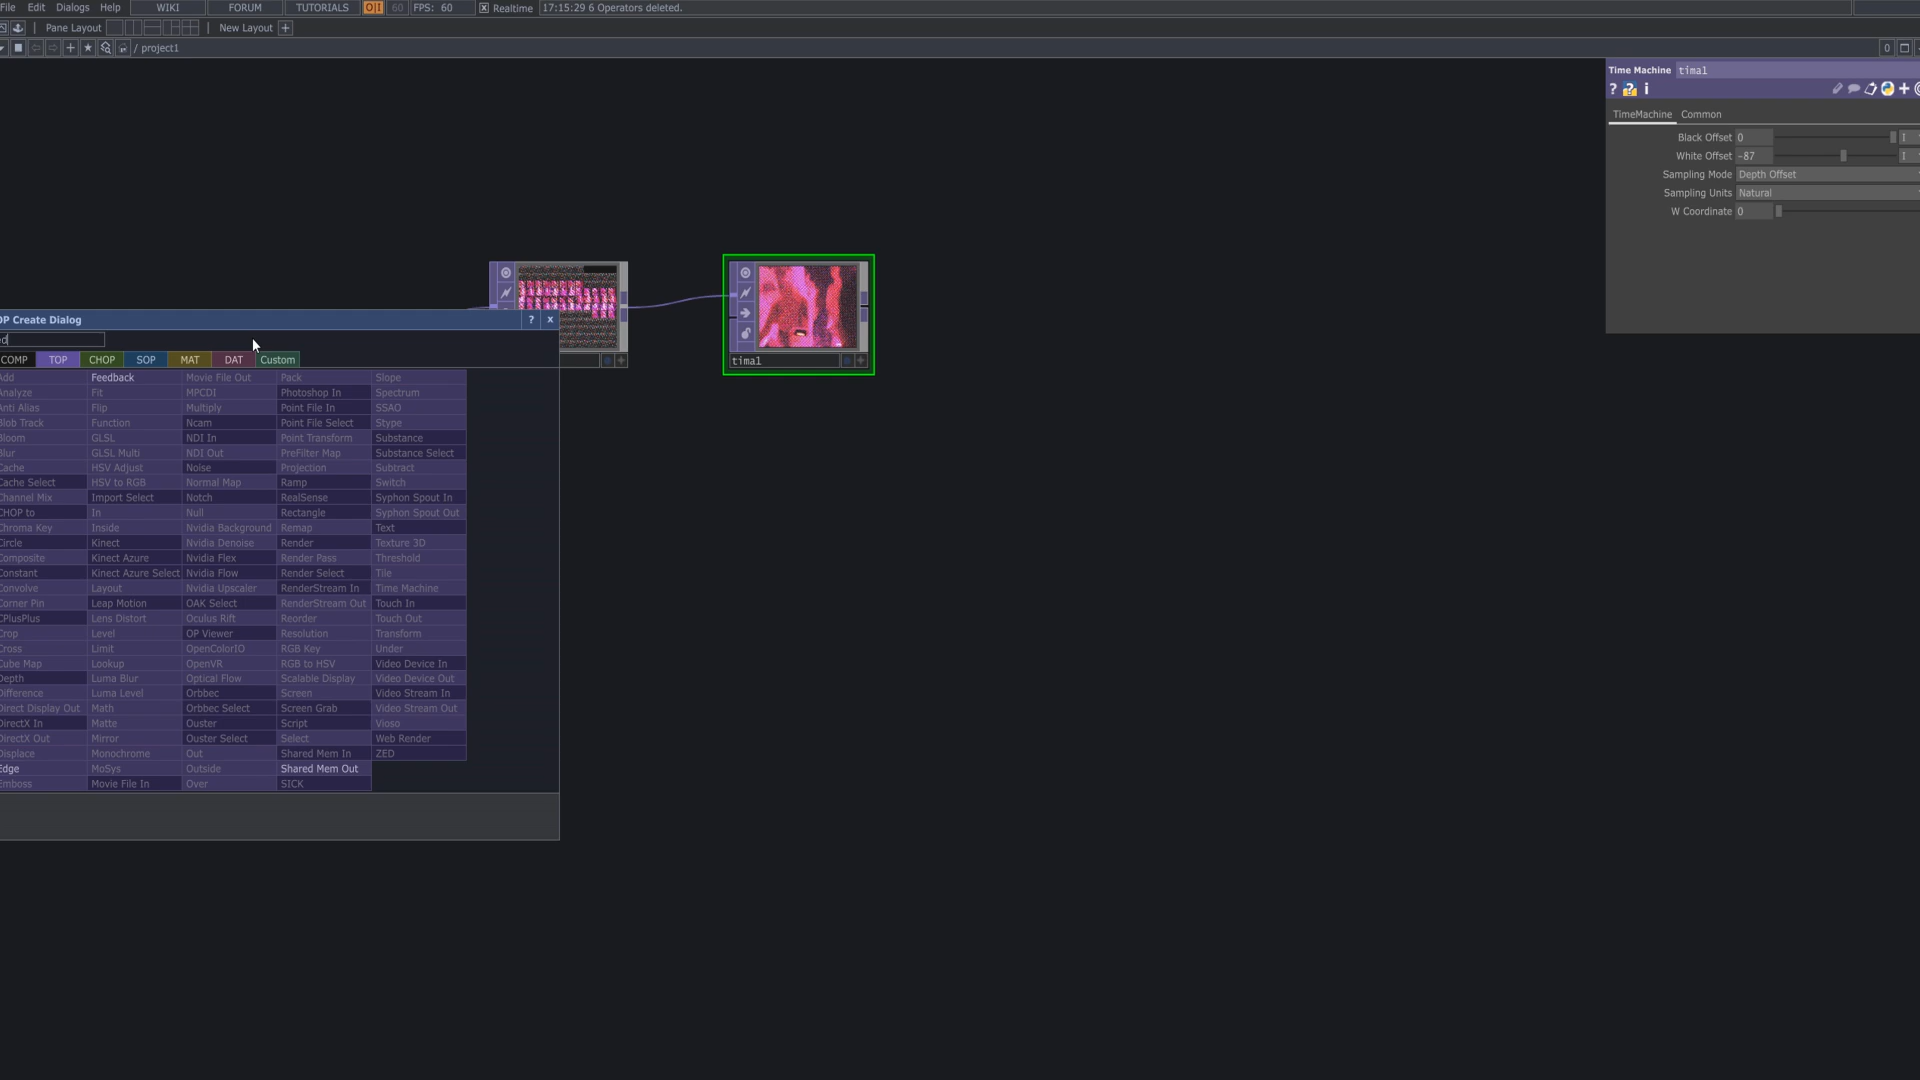 File Edit Dialogs Help WIKI FORUM TUTORIALS O|I 60 FPS: 60 Realtime 17:15:29 6 Operators deleted.
Pane Layout New Layout +
/ project1 0
Time Machine tima1
? ? i
TimeMachine Common
Black Offset 0
White Offset -87
Sampling Mode Depth Offset
Sampling Units Natural
W Coordinate 0
tima1
OP Create Dialog ? x
ed
COMP TOP CHOP SOP MAT DAT Custom
Add Feedback Movie File Out Pack Slope
Analyze Fit MPCDI Photoshop In Spectrum
Anti Alias Flip Multiply Point File In SSAO
Blob Track Function Ncam Point File Select Stype
Bloom GLSL NDI In Point Transform Substance
Blur GLSL Multi NDI Out PreFilter Map Substance Select
Cache HSV Adjust Noise Projection Subtract
Cache Select HSV to RGB Normal Map Ramp Switch
Channel Mix Import Select Notch RealSense Syphon Spout In
CHOP to In Null Rectangle Syphon Spout Out
Chroma Key Inside Nvidia Background Remap Text
Circle Kinect Nvidia Denoise Render Texture 3D
Composite Kinect Azure Nvidia Flex Render Pass Threshold
Constant Kinect Azure Select Nvidia Flow Render Select Tile
Convolve Layout Nvidia Upscaler RenderStream In Time Machine
Corner Pin Leap Motion OAK Select RenderStream Out Touch In
CPlusPlus Lens Distort Oculus Rift Reorder Touch Out
Crop Level OP Viewer Resolution Transform
Cross Limit OpenColorIO RGB Key Under
Cube Map Lookup OpenVR RGB to HSV Video Device In
Depth Luma Blur Optical Flow Scalable Display Video Device Out
Difference Luma Level Orbbec Screen Video Stream In
Direct Display Out Math Orbbec Select Screen Grab Video Stream Out
DirectX In Matte Ouster Script Vioso
DirectX Out Mirror Ouster Select Select Web Render
Displace Monochrome Out Shared Mem In ZED
Edge MoSys Outside Shared Mem Out
Emboss Movie File In Over SICK